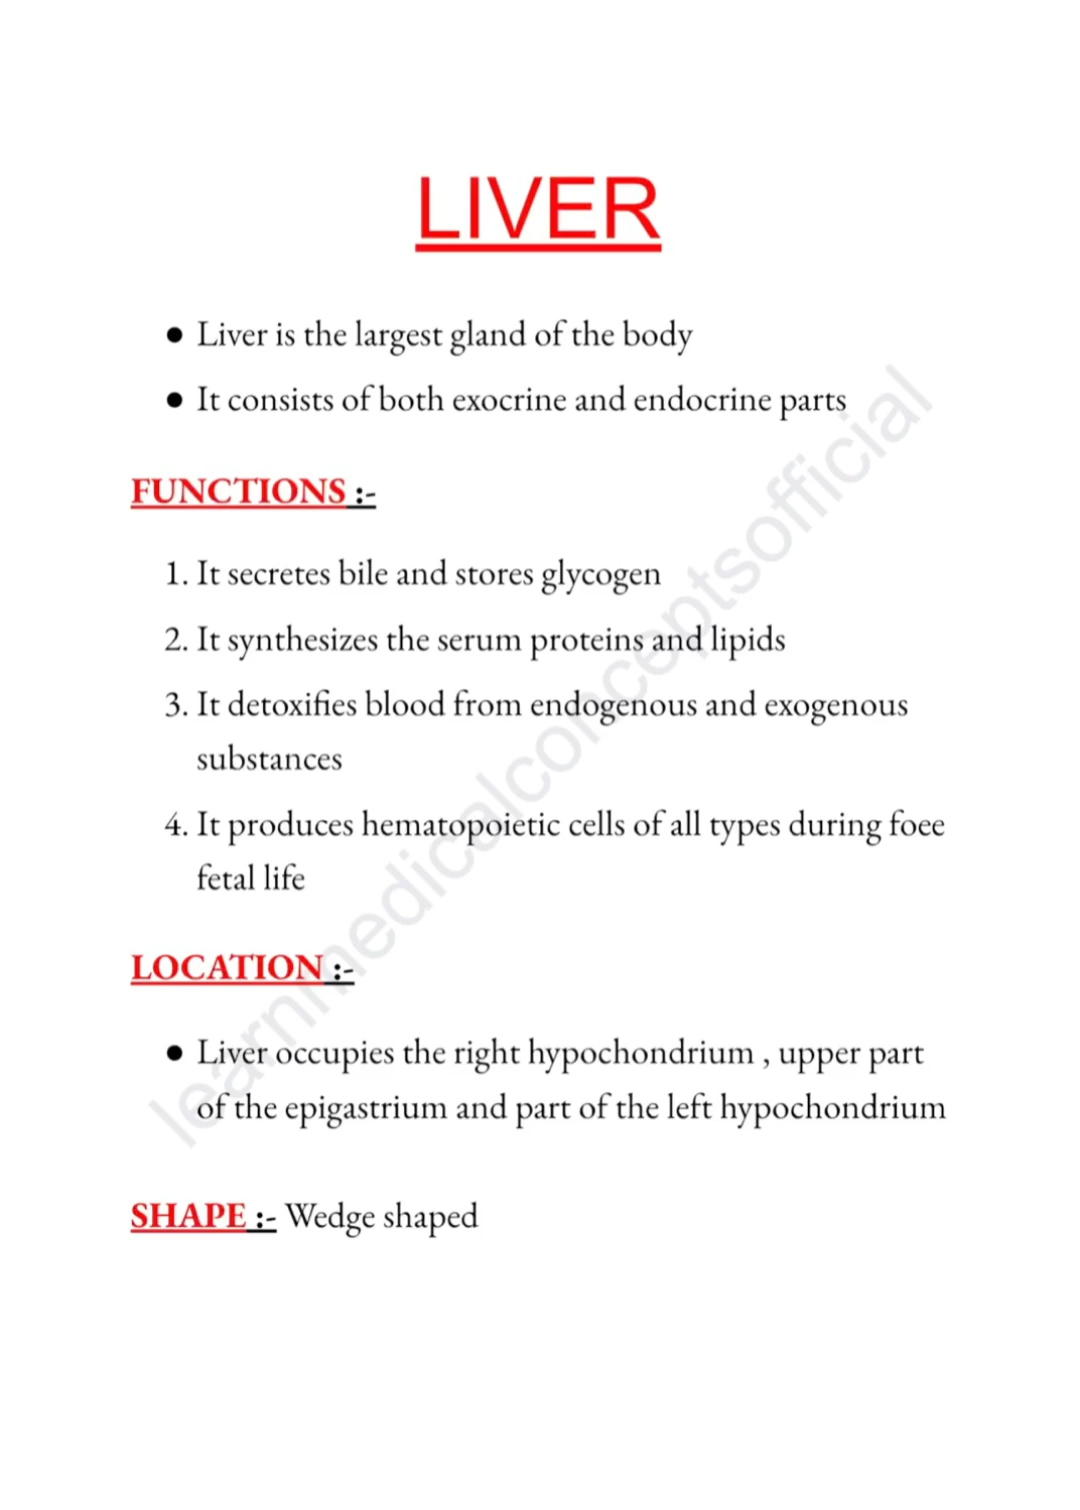 LIVER
● Liver is the largest gland of the body
● It consists of both exocrine and endocrine parts
FUNCTIONS :-
1. It secretes bile and stores glycogen
2. It synthesizes the serum proteins and lipids
3. It detoxifies blood from endogenous and exogenous
substances
4. It produces hematopoietic cells of all types during foee
fetal life
LOCATION :-
● Liver occupies the right hypochondrium , upper part
of the epigastrium and part of the left hypochondrium
SHAPE :- Wedge shaped
learnmedicalconceptsofficial